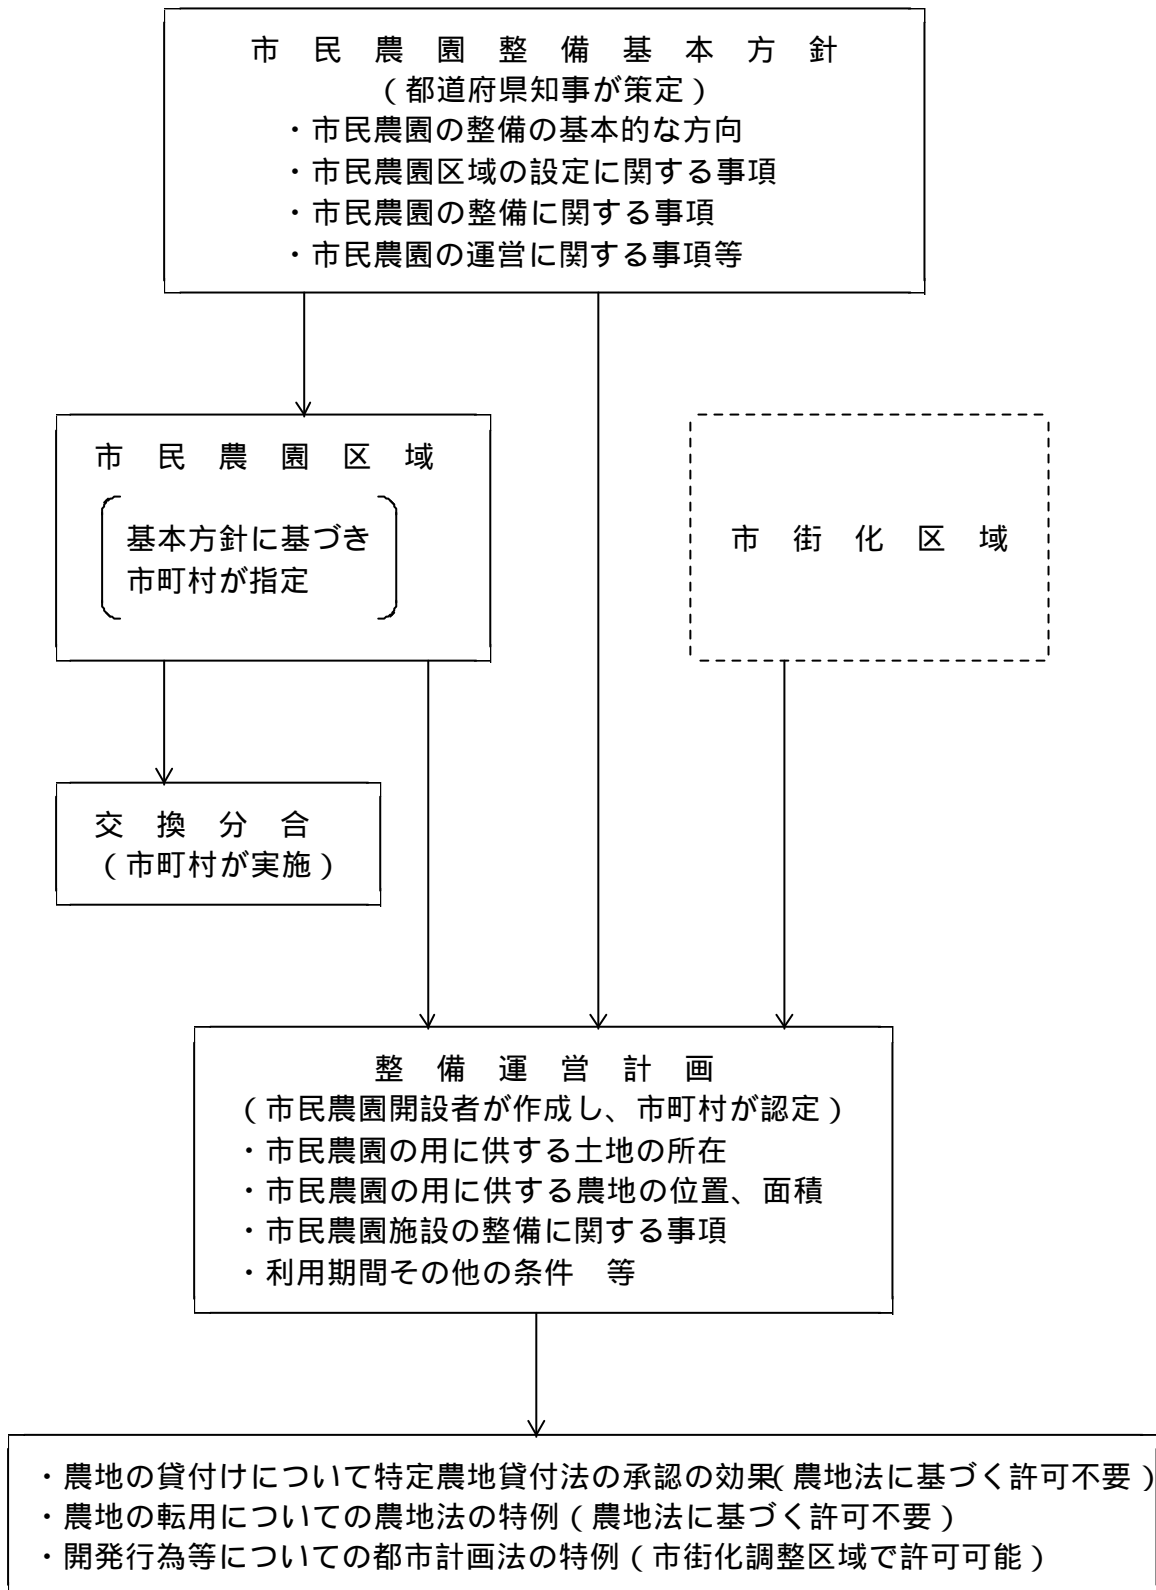 市民農園整備基本方針
(都道府県知事が策定)
・市民農園の整備の基本的な方向
・市民農園区域の設定に関する事項
・市民農園の整備に関する事項
・市民農園の運営に関する事項等
市民農園区域
基本方針に基づき
市町村が指定
市街化区域
交換分合
(市町村が実施)
整備運営計画
(市民農園開設者が作成し、市町村が認定)
・市民農園の用に供する土地の所在
・市民農園の用に供する農地の位置、面積
・市民農園施設の整備に関する事項
・利用期間その他の条件 等
・農地の貸付けについて特定農地貸付法の承認の効果(農地法に基づく許可不要)
・農地の転用についての農地法の特例(農地法に基づく許可不要)
・開発行為等についての都市計画法の特例(市街化調整区域で許可可能)